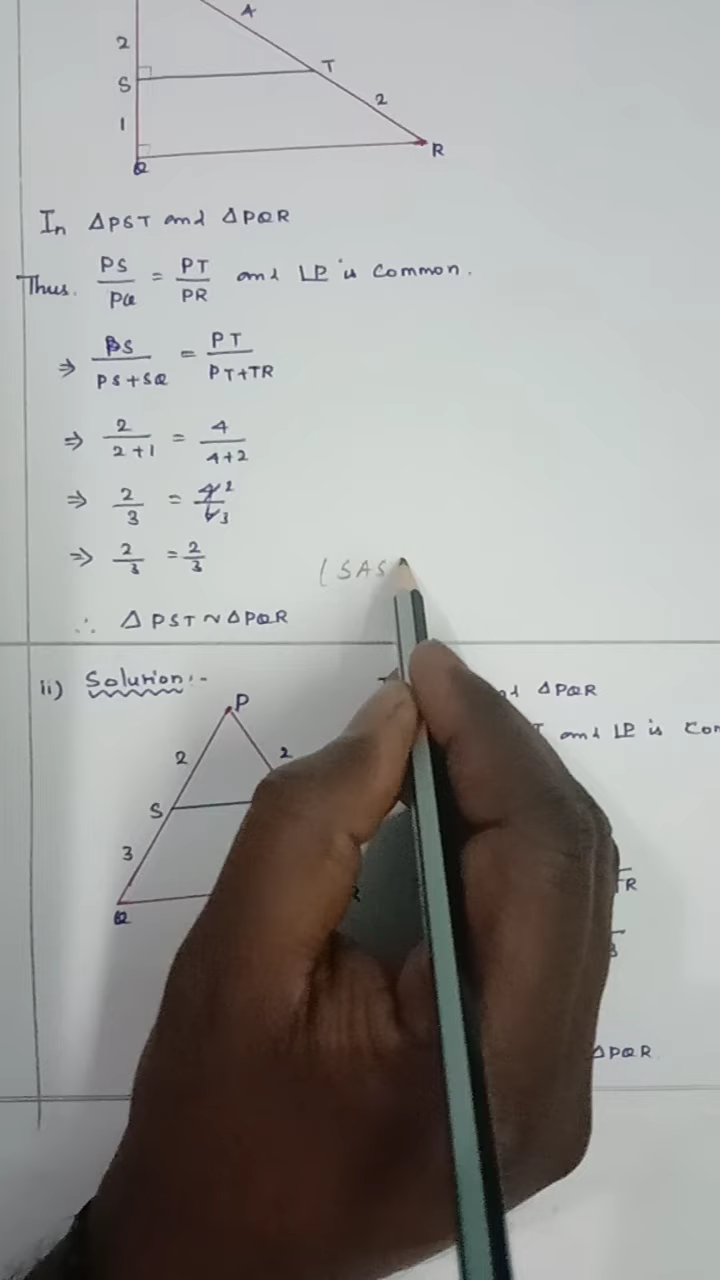 4
2
S
T
2
1
Q
R
In ΔPST and ΔPQR
Thus. PS/PQ = PT/PR and ∠P is common.
⇒ PS/PS+SQ = PT/PT+TR
⇒ 2/2+1 = 4/4+2
⇒ 2/3 = 4 2/6 3
⇒ 2/3 = 2/3
(SAS
∴ ΔPST ~ ΔPQR
ii) Solution:-
P
ΔPQR
2
2
and ∠P is
S
3
R
Q
ΔPQR